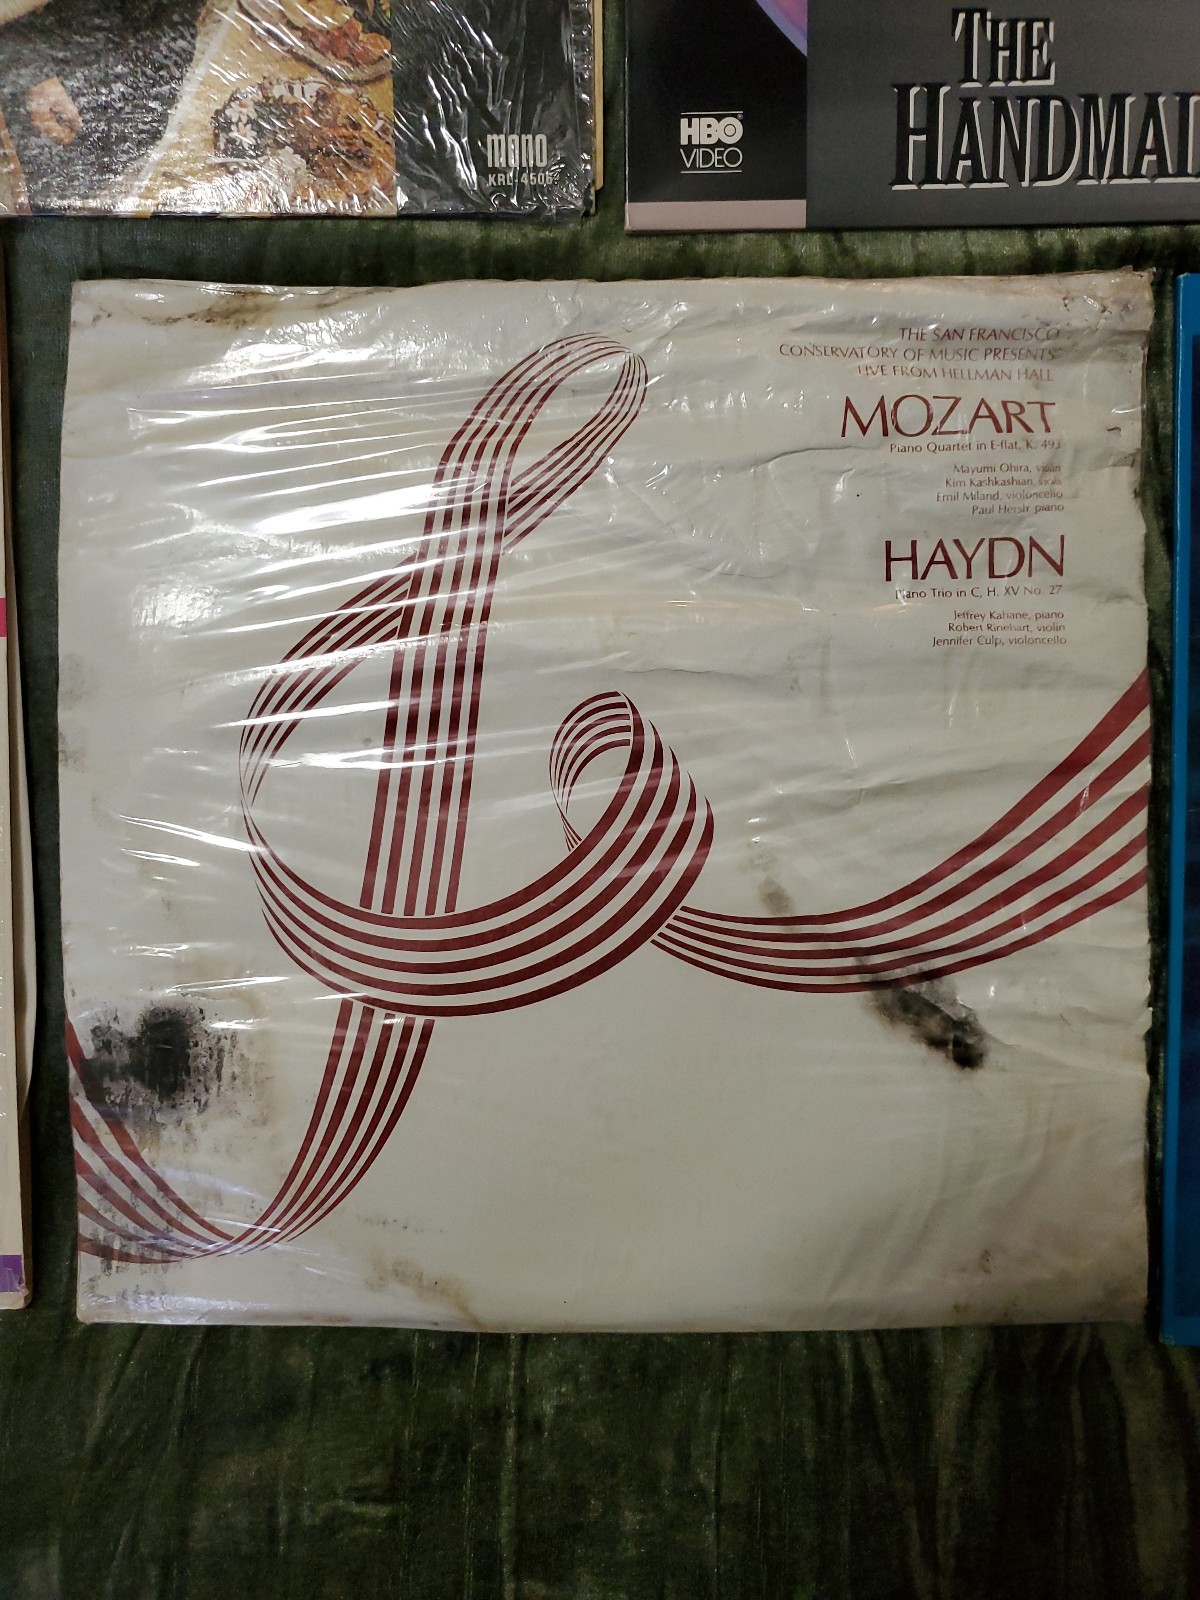 mono
KRL-4506
HBO
VIDEO
THE
HANDMAI
THE SAN FRANCISCO
CONSERVATORY OF MUSIC PRESENTS
LIVE FROM HELLMAN HALL
MOZART
Piano Quartet in E-flat, K. 493
Mayumi Ohira, violin
Kim Kashkashian, viola
Emil Miland, violoncello
Paul Hersh, piano
HAYDN
Piano Trio in C, H. XV No. 27
Jeffrey Kahane, piano
Robert Rinehart, violin
Jennifer Culp, violoncello